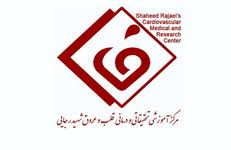 Shaheed Rajaei's
Cardiovascular
Medical and
Research
Center
مرکز آموزشی تحقیقاتی و درمانی قلب و عروق شهید رجایی